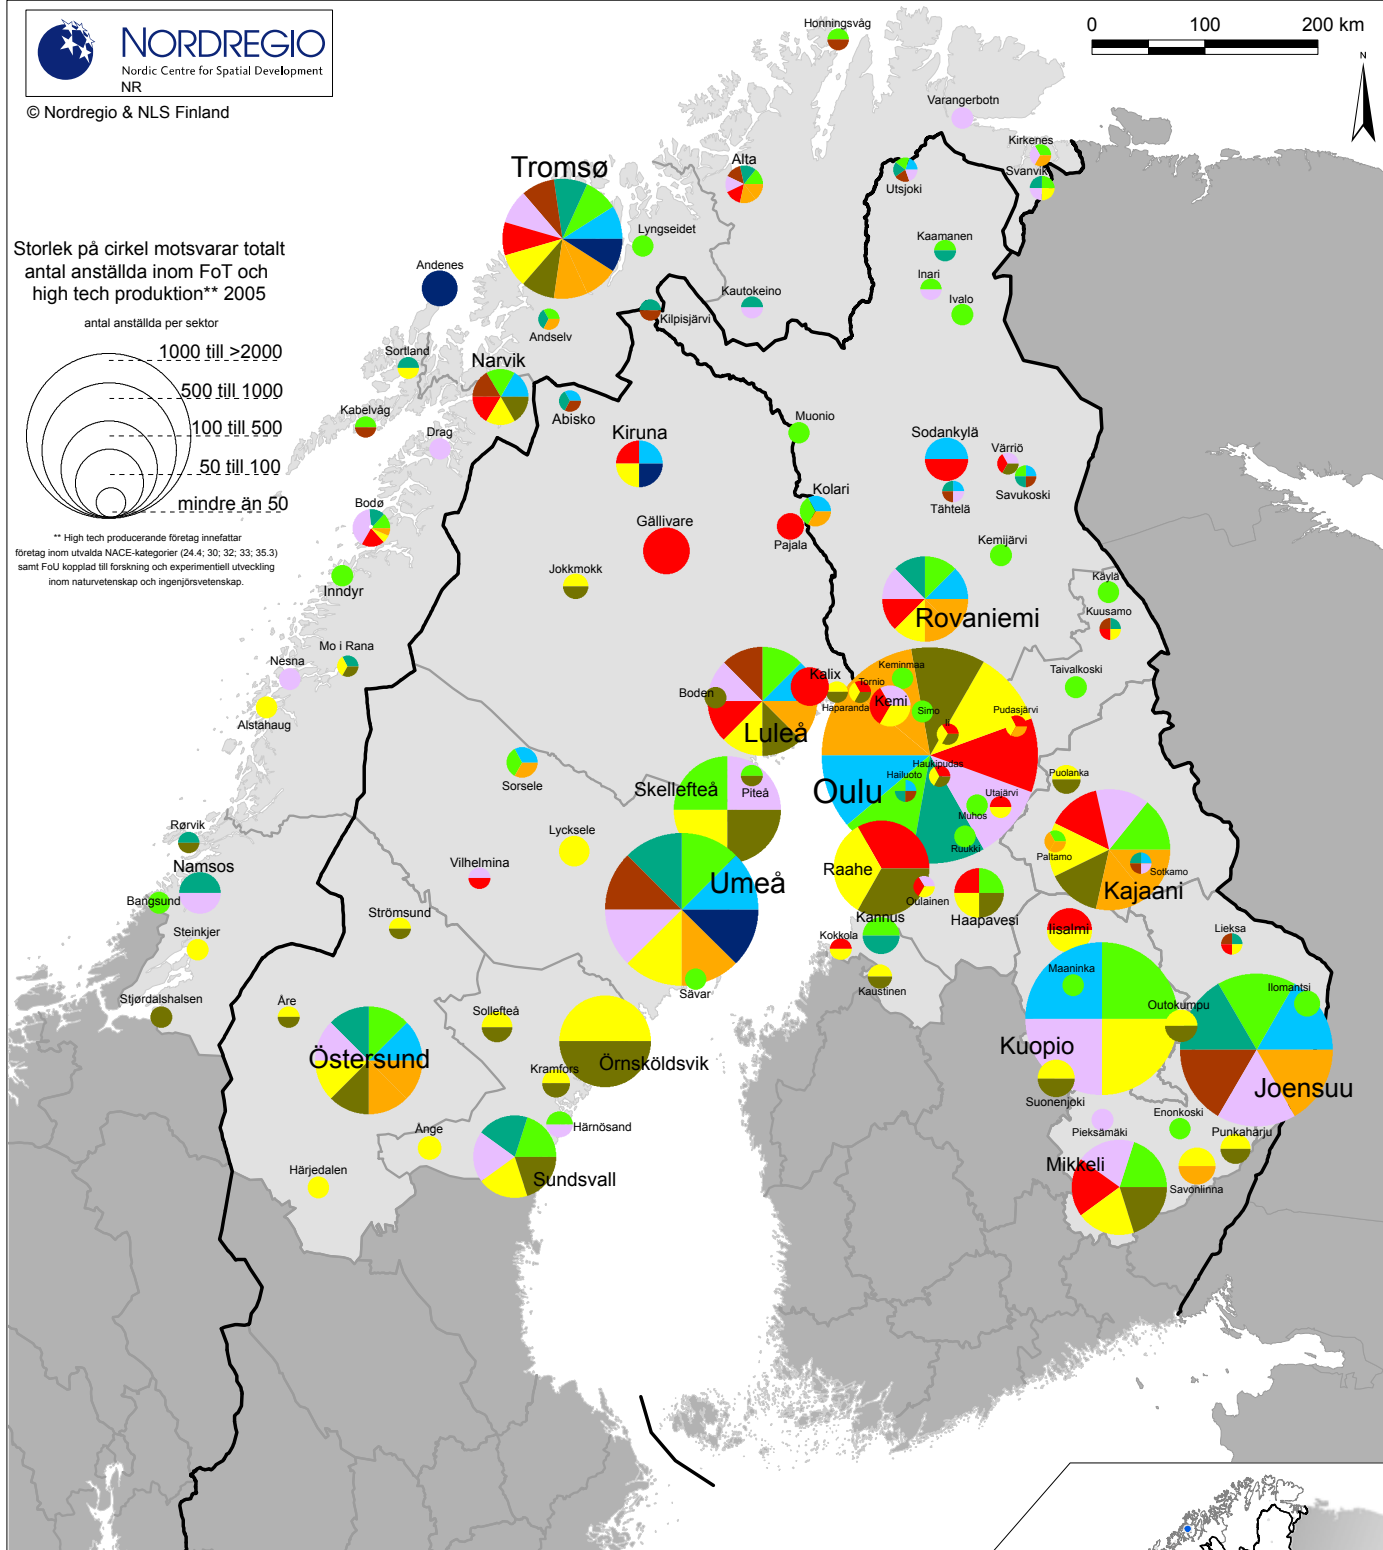 NORDREGIO
Nordic Centre for Spatial Development
NR
© Nordregio & NLS Finland
0 100 200 km
N
Storlek på cirkel motsvarar totalt
antal anställda inom FoT och
high tech produktion** 2005
antal anställda per sektor
1000 till >2000
500 till 1000
100 till 500
50 till 100
mindre än 50
** High tech producerande företag innefattar
företag inom utvalda NACE-kategorier (24.4; 30; 32; 33; 35.3)
samt FoU kopplad till forskning och experimentiell utveckling
inom naturvetenskap och ingenjörsvetenskap.
Honningsvåg
Varangerbotn
Kirkenes
Svanvik
Tromsø
Alta
Utsjoki
Lyngseidet
Kaamanen
Andenes
Inari
Kautokeino
Ivalo
Kilpisjärvi
Andselv
Sortland
Narvik
Kabelvåg
Abisko
Muonio
Drag
Kiruna
Sodankylä
Värriö
Savukoski
Tähtelä
Bodø
Kolari
Gällivare
Pajala
Kemijärvi
Jokkmokk
Inndyr
Käylä
Kuusamo
Rovaniemi
Mo i Rana
Nesna
Keminmaa
Taivalkoski
Kalix
Tornio
Boden
Haparanda
Kemi
Simo
Alstahaug
Pudasjärvi
Luleå
Ii
Sorsele
Haukipudas
Puolanka
Skellefteå
Piteå
Hailuoto
Oulu
Utajärvi
Muhos
Rørvik
Lycksele
Ruukki
Paltamo
Vilhelmina
Namsos
Raahe
Sotkamo
Umeå
Oulainen
Kajaani
Bangsund
Strömsund
Kannus
Haapavesi
Steinkjer
Kokkola
Iisalmi
Lieksa
Maaninka
Kaustinen
Sävar
Ilomantsi
Stjørdalshalsen
Åre
Sollefteå
Outokumpu
Kuopio
Östersund
Örnsköldsvik
Kramfors
Joensuu
Suonenjoki
Härnösand
Pieksämäki
Enonkoski
Ånge
Punkaharju
Mikkeli
Sundsvall
Savonlinna
Härjedalen